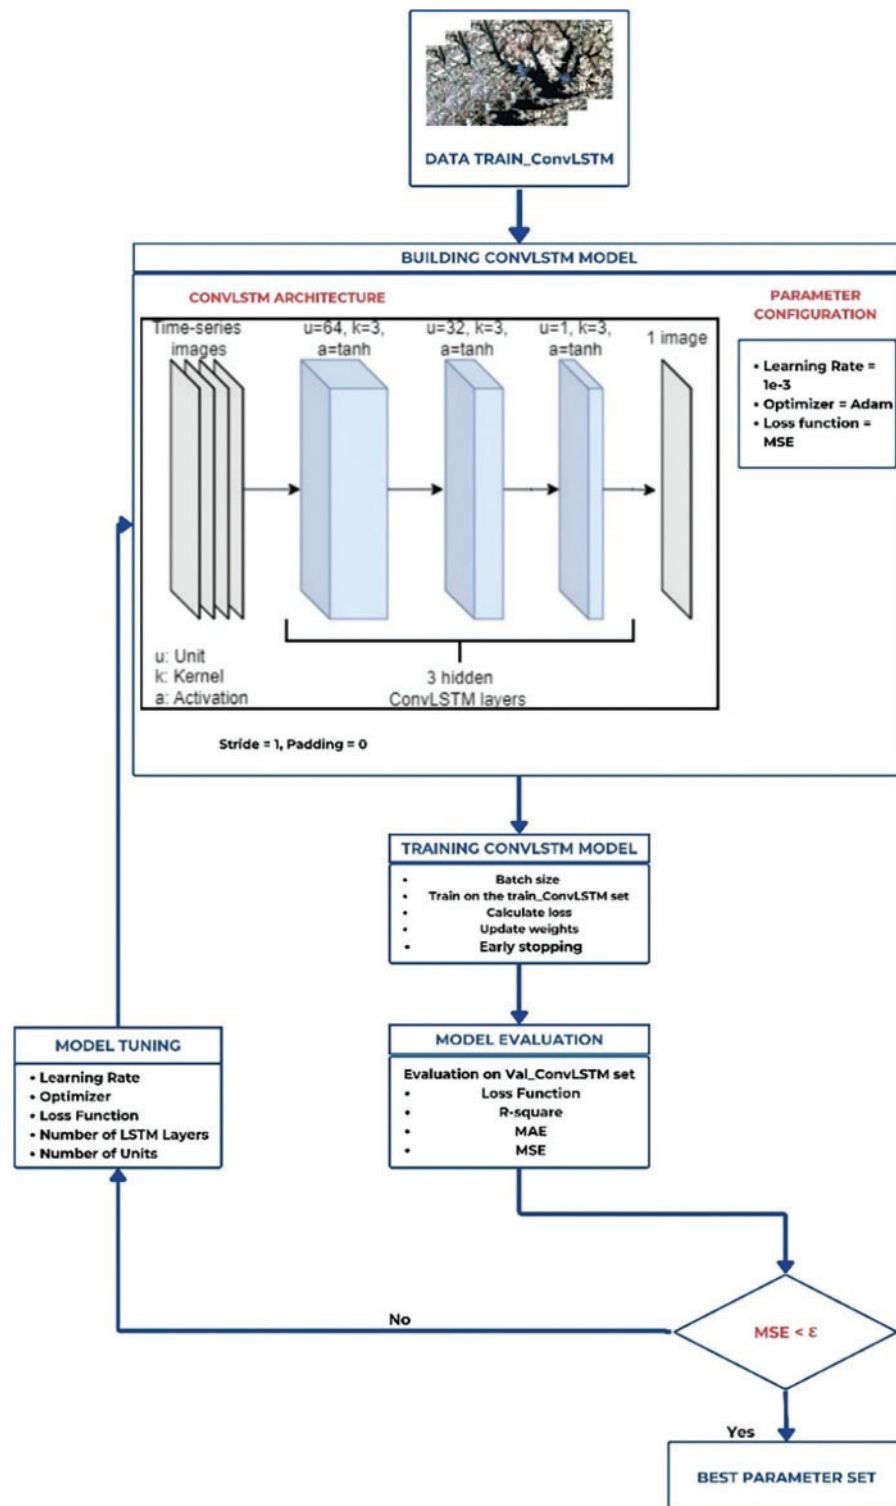 DATA TRAIN_ConvLSTM
BUILDING CONVLSTM MODEL
CONVLSTM ARCHITECTURE
Time-series
images
u=64, k=3,
a=tanh
u=32, k=3,
a=tanh
u=1, k=3,
a=tanh
1 image
u: Unit
k: Kernel
a: Activation
3 hidden
ConvLSTM layers
Stride = 1, Padding = 0
PARAMETER
CONFIGURATION
• Learning Rate =
1e-3
• Optimizer = Adam
• Loss function =
MSE
TRAINING CONVLSTM MODEL
• Batch size
• Train on the train_ConvLSTM set
• Calculate loss
• Update weights
• Early stopping
MODEL EVALUATION
Evaluation on Val_ConvLSTM set
• Loss Function
• R-square
• MAE
• MSE
MODEL TUNING
• Learning Rate
• Optimizer
• Loss Function
• Number of LSTM Layers
• Number of Units
No
MSE < ε
Yes
BEST PARAMETER SET